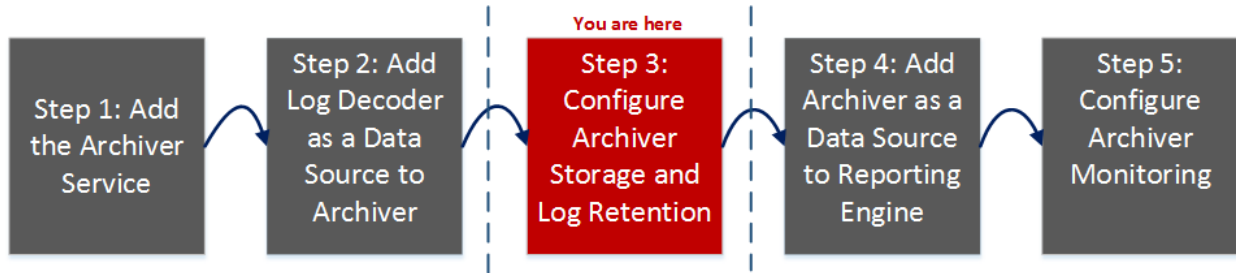 You are here
Step 1: Add
the Archiver
Service
Step 2: Add
Log Decoder
as a Data
Source to
Archiver
Step 3:
Configure
Archiver
Storage and
Log Retention
Step 4: Add
Archiver as a
Data Source
to Reporting
Engine
Step 5:
Configure
Archiver
Monitoring